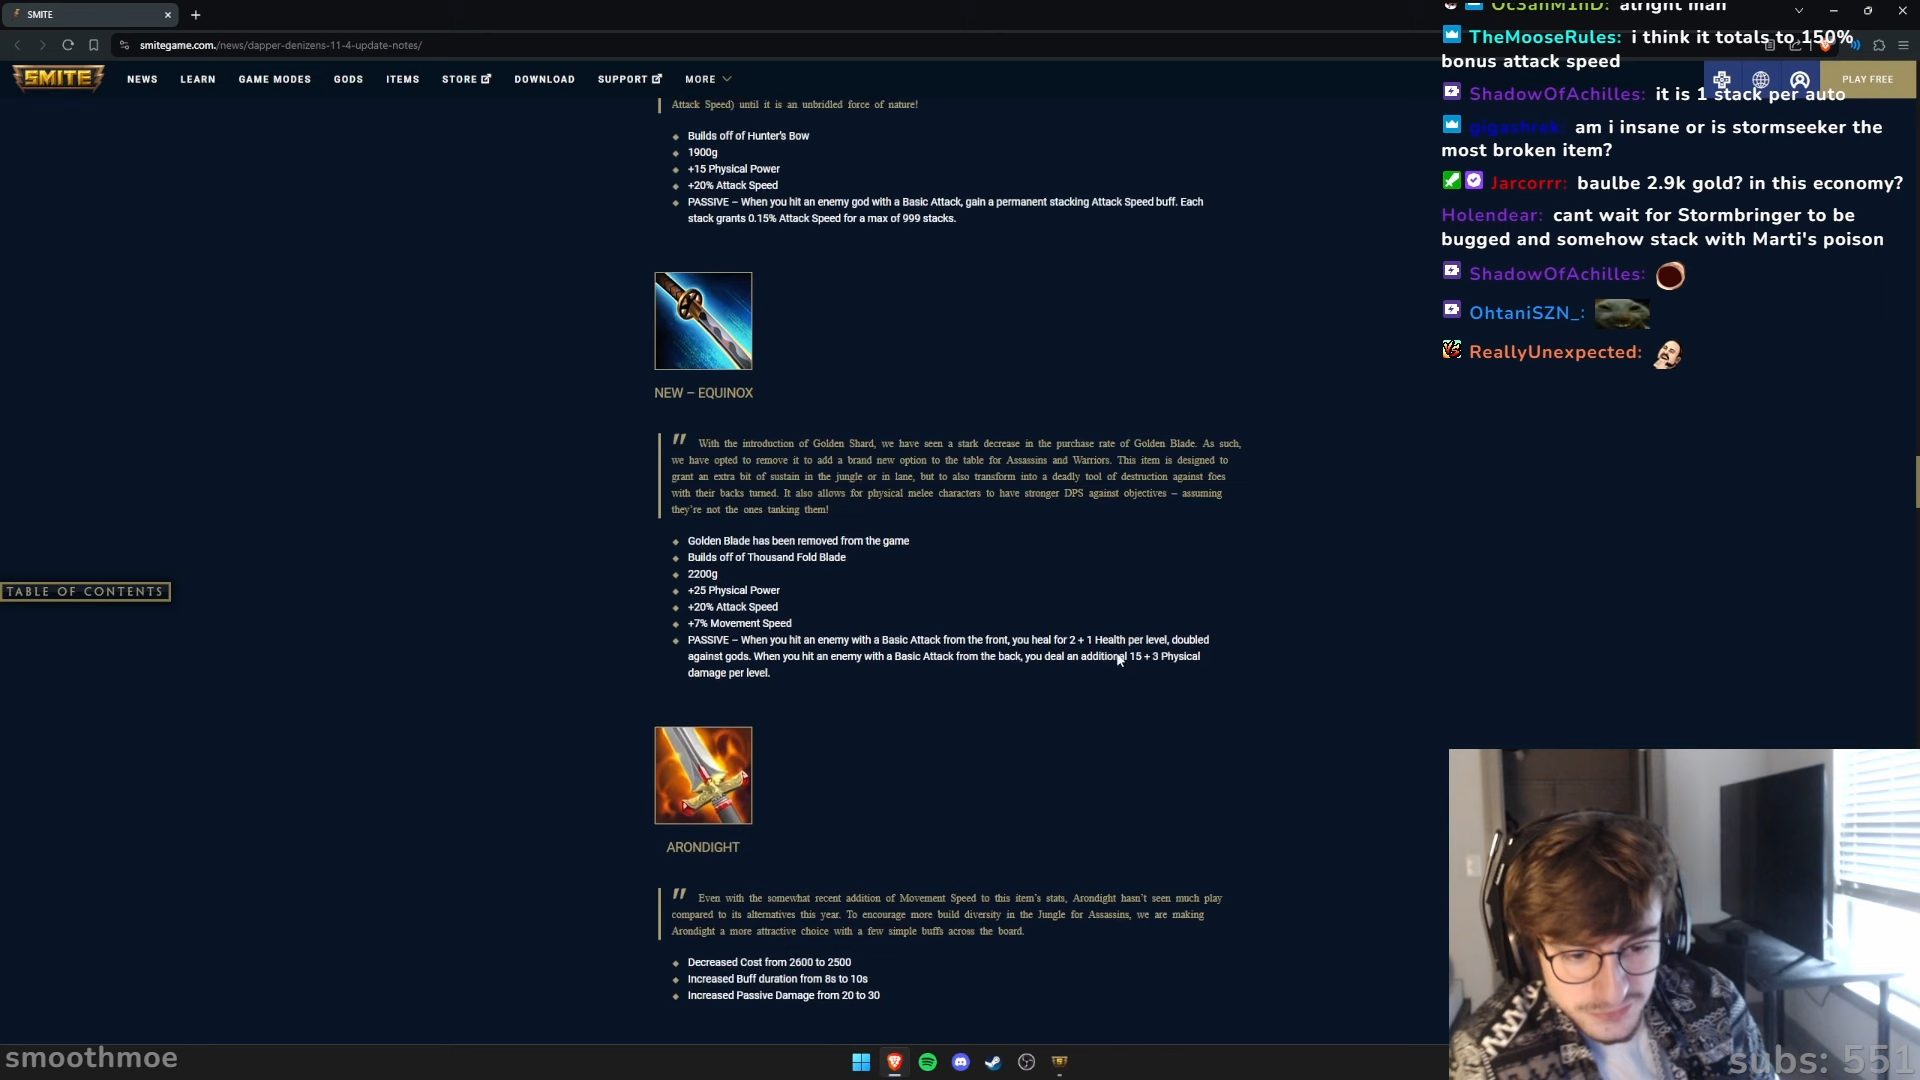 SMITE
smitegame.com/news/dapper-denizens-11-4-update-notes/
SMITE
NEWS LEARN GAME MODES GODS ITEMS STORE DOWNLOAD SUPPORT MORE
PLAY FREE
Attack Speed) until it is an unbridled force of nature!
Builds off of Hunter's Bow
1900g
+15 Physical Power
+20% Attack Speed
PASSIVE – When you hit an enemy god with a Basic Attack, gain a permanent stacking Attack Speed buff. Each
stack grants 0.15% Attack Speed for a max of 999 stacks.
NEW – EQUINOX
" With the introduction of Golden Shard, we have seen a stark decrease in the purchase rate of Golden Blade. As such,
we have opted to remove it to add a brand new option to the table for Assassins and Warriors. This item is designed to
grant an extra bit of sustain in the jungle or in lane, but to also transform into a deadly tool of destruction against foes
with their backs turned. It also allows for physical melee characters to have stronger DPS against objectives – assuming
they're not the ones tanking them!
Golden Blade has been removed from the game
Builds off of Thousand Fold Blade
2200g
+25 Physical Power
+20% Attack Speed
+7% Movement Speed
PASSIVE – When you hit an enemy with a Basic Attack from the front, you heal for 2 + 1 Health per level, doubled
against gods. When you hit an enemy with a Basic Attack from the back, you deal an additional 15 + 3 Physical
damage per level.
ARONDIGHT
" Even with the somewhat recent addition of Movement Speed to this item's stats, Arondight hasn't seen much play
compared to its alternatives this year. To encourage more build diversity in the Jungle for Assassins, we are making
Arondight a more attractive choice with a few simple buffs across the board.
Decreased Cost from 2600 to 2500
Increased Buff duration from 8s to 10s
Increased Passive Damage from 20 to 30
TABLE OF CONTENTS
alright man
TheMooseRules: i think it totals to 150%
bonus attack speed
ShadowOfAchilles: it is 1 stack per auto
gigashrek: am i insane or is stormseeker the
most broken item?
Jarcorrr: baulbe 2.9k gold? in this economy?
Holendear: cant wait for Stormbringer to be
bugged and somehow stack with Marti's poison
ShadowOfAchilles:
OhtaniSZN_:
ReallyUnexpected:
smoothmoe
subs: 551